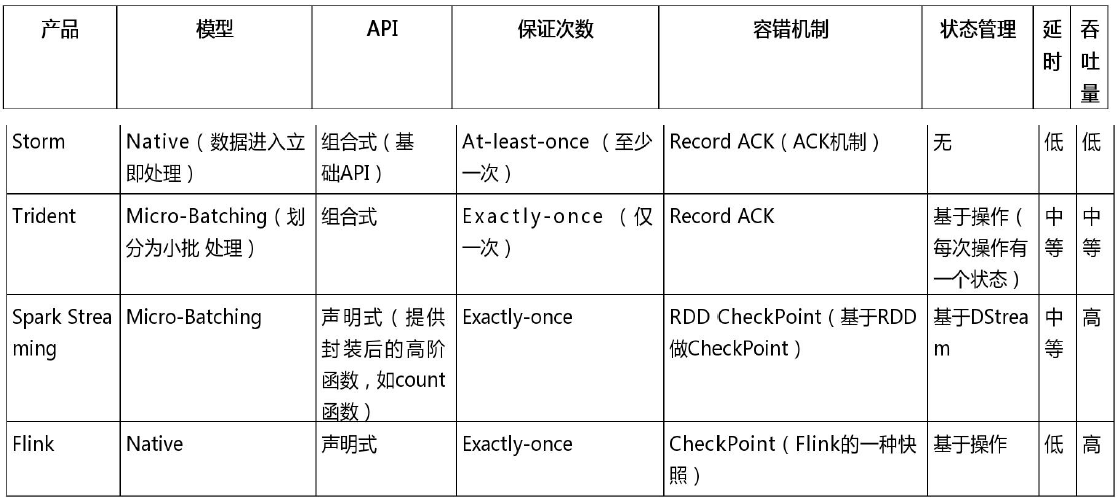 产品 模型 API 保证次数 容错机制 状态管理 延时 吞吐量
Storm
Native（数据进入立
即处理）
组合式（基
础API）
At-least-once （至少
一次）
Record ACK（ACK机制）
无
低
低
Trident
Micro-Batching（划
分为小批 处理）
组合式
Exactly-once （仅
一次）
Record ACK
基于操作（
每次操作有
一个状态）
中
等
中
等
Spark Strea
ming
Micro-Batching
声明式（提供
封装后的高阶
函数，如count
函数）
Exactly-once
RDD CheckPoint（基于RDD
做CheckPoint）
基于DStrea
m
中
等
高
Flink
Native
声明式
Exactly-once
CheckPoint（Flink的一种快
照）
基于操作
低
高